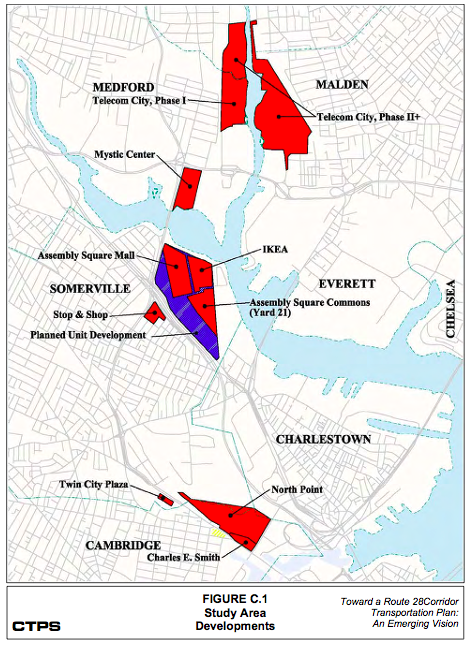 MEDFORD
MALDEN
Telecom City, Phase I
Telecom City, Phase II+
Mystic Center
Assembly Square Mall
IKEA
SOMERVILLE
EVERETT
CHELSEA
Assembly Square Commons
(Yard 21)
Stop & Shop
Planned Unit Development
CHARLESTOWN
Twin City Plaza
North Point
CAMBRIDGE
Charles E. Smith
CTPS
FIGURE C.1
Study Area
Developments
Toward a Route 28Corridor
Transportation Plan:
An Emerging Vision